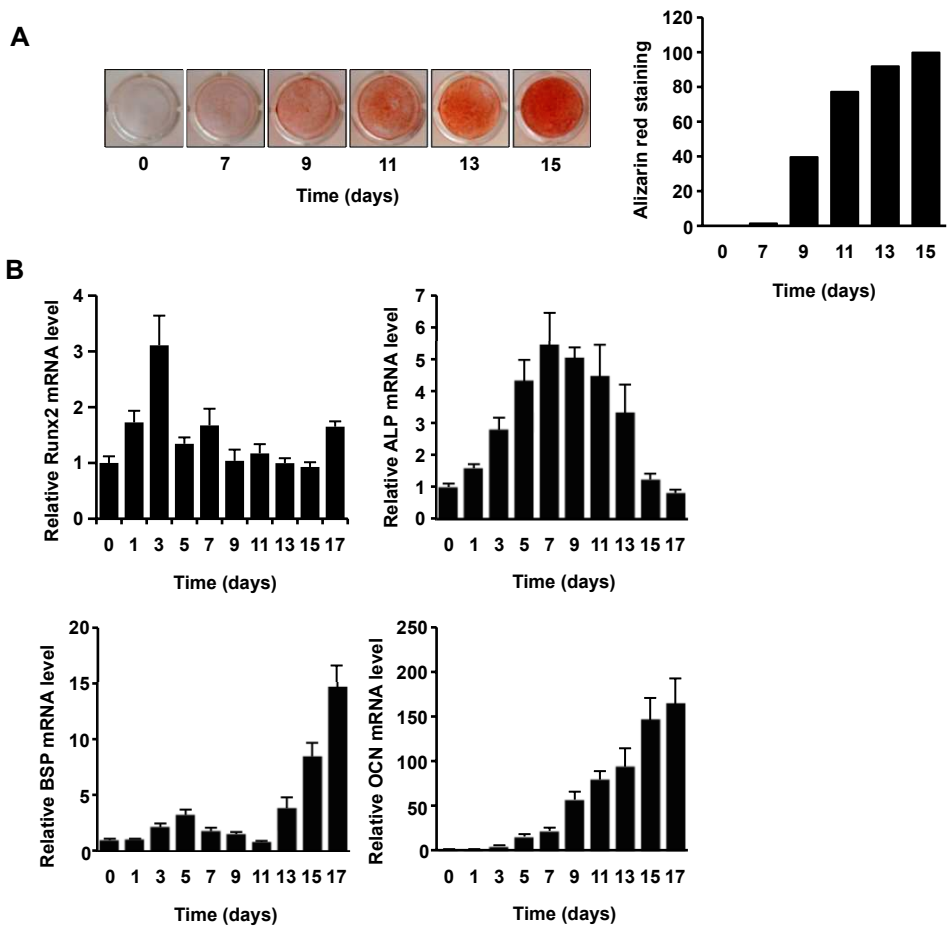 A
0 7 9 11 13 15
Time (days)
Alizarin red staining
120
100
80
60
40
20
0
0 7 9 11 13 15
Time (days)
B
Relative Runx2 mRNA level
4
3
2
1
0
0 1 3 5 7 9 11 13 15 17
Time (days)
Relative ALP mRNA level
7
6
5
4
3
2
1
0
0 1 3 5 7 9 11 13 15 17
Time (days)
Relative BSP mRNA level
20
15
10
5
0
0 1 3 5 7 9 11 13 15 17
Time (days)
Relative OCN mRNA level
250
200
150
100
50
0
0 1 3 5 7 9 11 13 15 17
Time (days)